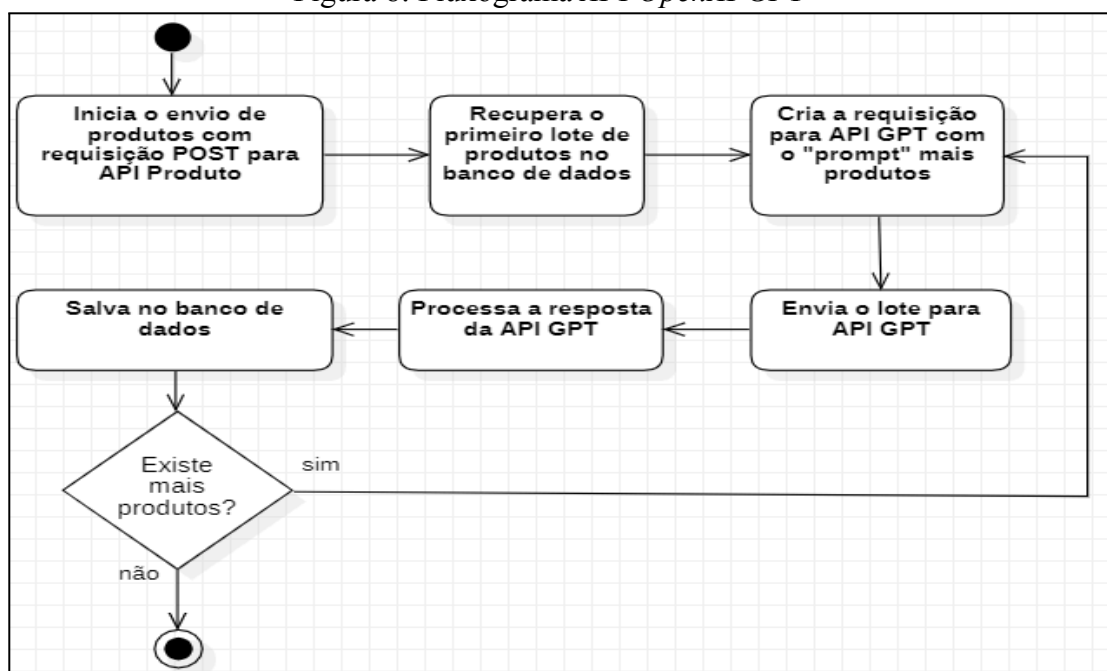 Inicia o envio de
produtos com
requisição POST para
API Produto
Recupera o
primeiro lote de
produtos no
banco de dados
Cria a requisição
para API GPT com
o "prompt" mais
produtos
Envia o lote para
API GPT
Processa a resposta
da API GPT
Salva no banco de
dados
Existe
mais
produtos?
sim
não